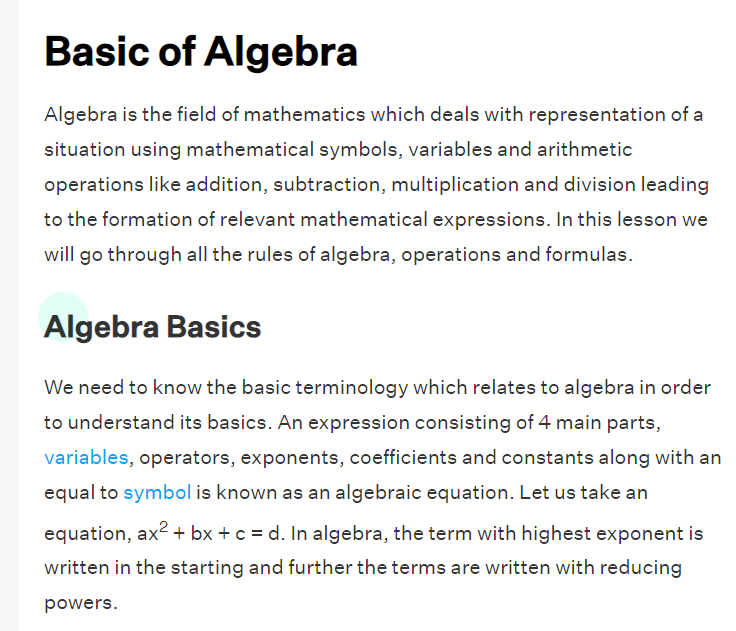 Basic of Algebra
Algebra is the field of mathematics which deals with representation of a
situation using mathematical symbols, variables and arithmetic
operations like addition, subtraction, multiplication and division leading
to the formation of relevant mathematical expressions. In this lesson we
will go through all the rules of algebra, operations and formulas.
Algebra Basics
We need to know the basic terminology which relates to algebra in order
to understand its basics. An expression consisting of 4 main parts,
variables, operators, exponents, coefficients and constants along with an
equal to symbol is known as an algebraic equation. Let us take an
equation, ax² + bx + c = d. In algebra, the term with highest exponent is
written in the starting and further the terms are written with reducing
powers.